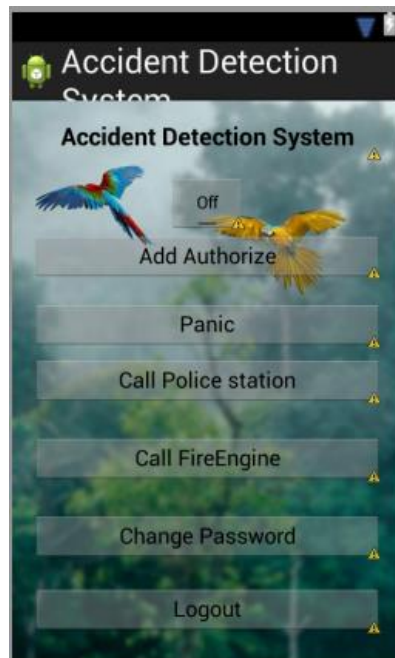 Accident Detection
System
Accident Detection System
Off
Add Authorize
Panic
Call Police station
Call FireEngine
Change Password
Logout